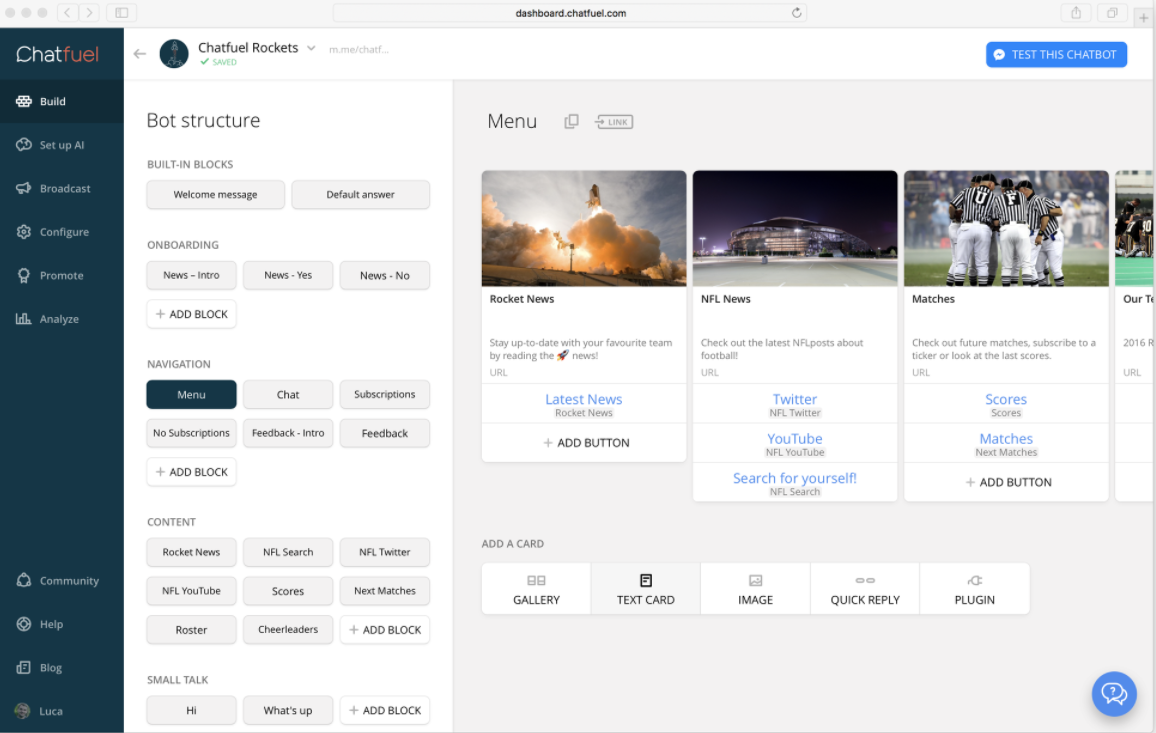 dashboard.chatfuel.com
Chatfuel
Chatfuel Rockets
m.me/chatf...
SAVED
TEST THIS CHATBOT
Build
Set up AI
Broadcast
Configure
Promote
Analyze
Community
Help
Blog
Luca
Bot structure
BUILT-IN BLOCKS
Welcome message
Default answer
ONBOARDING
News – Intro
News - Yes
News - No
+ ADD BLOCK
NAVIGATION
Menu
Chat
Subscriptions
No Subscriptions
Feedback - Intro
Feedback
+ ADD BLOCK
CONTENT
Rocket News
NFL Search
NFL Twitter
NFL YouTube
Scores
Next Matches
Roster
Cheerleaders
+ ADD BLOCK
SMALL TALK
Hi
What's up
+ ADD BLOCK
Menu
LINK
Rocket News
Stay up-to-date with your favourite team
by reading the 🚀 news!
URL
Latest News
Rocket News
+ ADD BUTTON
NFL News
Check out the latest NFLposts about
football!
URL
Twitter
NFL Twitter
YouTube
NFL YouTube
Search for yourself!
NFL Search
U
F
Matches
Check out future matches, subscribe to a
ticker or look at the last scores.
URL
Scores
Scores
Matches
Next Matches
+ ADD BUTTON
Our Te
2016 R
URL
ADD A CARD
GALLERY
TEXT CARD
IMAGE
QUICK REPLY
PLUGIN